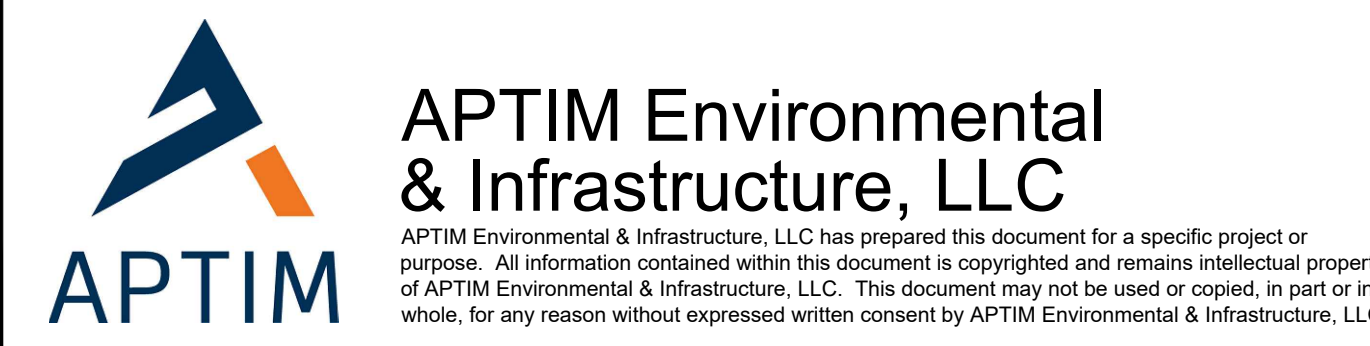 APTIM
APTIM Environmental
& Infrastructure, LLC
APTIM Environmental & Infrastructure, LLC has prepared this document for a specific project or
purpose.  All information contained within this document is copyrighted and remains intellectual propert
of APTIM Environmental & Infrastructure, LLC.  This document may not be used or copied, in part or in
whole, for any reason without expressed written consent by APTIM Environmental & Infrastructure, LLC